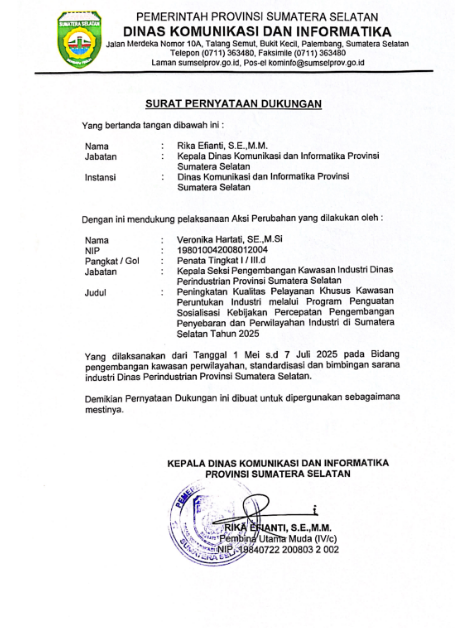 SUMATERA SELATAN
PEMERINTAH PROVINSI SUMATERA SELATAN
DINAS KOMUNIKASI DAN INFORMATIKA
Jalan Merdeka Nomor 10A, Talang Semut, Bukit Kecil, Palembang, Sumatera Selatan
Telepon (0711) 363480, Faksimile (0711) 363480
Laman sumselprov.go.id, Pos-el kominfo@sumselprov.go.id
SURAT PERNYATAAN DUKUNGAN
Yang bertanda tangan dibawah ini :
Nama : Rika Efianti, S.E.,M.M.
Jabatan : Kepala Dinas Komunikasi dan Informatika Provinsi
Sumatera Selatan
Instansi : Dinas Komunikasi dan Informatika Provinsi
Sumatera Selatan
Dengan ini mendukung pelaksanaan Aksi Perubahan yang dilakukan oleh :
Nama : Veronika Hartati, SE.,M.Si
NIP : 198010042008012004
Pangkat / Gol : Penata Tingkat I / III.d
Jabatan : Kepala Seksi Pengembangan Kawasan Industri Dinas
Perindustrian Provinsi Sumatera Selatan
Judul : Peningkatan Kualitas Pelayanan Khusus Kawasan
Peruntukan Industri melalui Program Penguatan
Sosialisasi Kebijakan Percepatan Pengembangan
Penyebaran dan Perwilayahan Industri di Sumatera
Selatan Tahun 2025
Yang dilaksanakan dari Tanggal 1 Mei s.d 7 Juli 2025 pada Bidang
pengembangan kawasan perwilayahan, standardisasi dan bimbingan sarana
industri Dinas Perindustrian Provinsi Sumatera Selatan.
Demikian Pernyataan Dukungan ini dibuat untuk dipergunakan sebagaimana
mestinya.
KEPALA DINAS KOMUNIKASI DAN INFORMATIKA
PROVINSI SUMATERA SELATAN
RIKA EFIANTI, S.E.,M.M.
Pembina Utama Muda (IV/c)
NIP. 19840722 200803 2 002